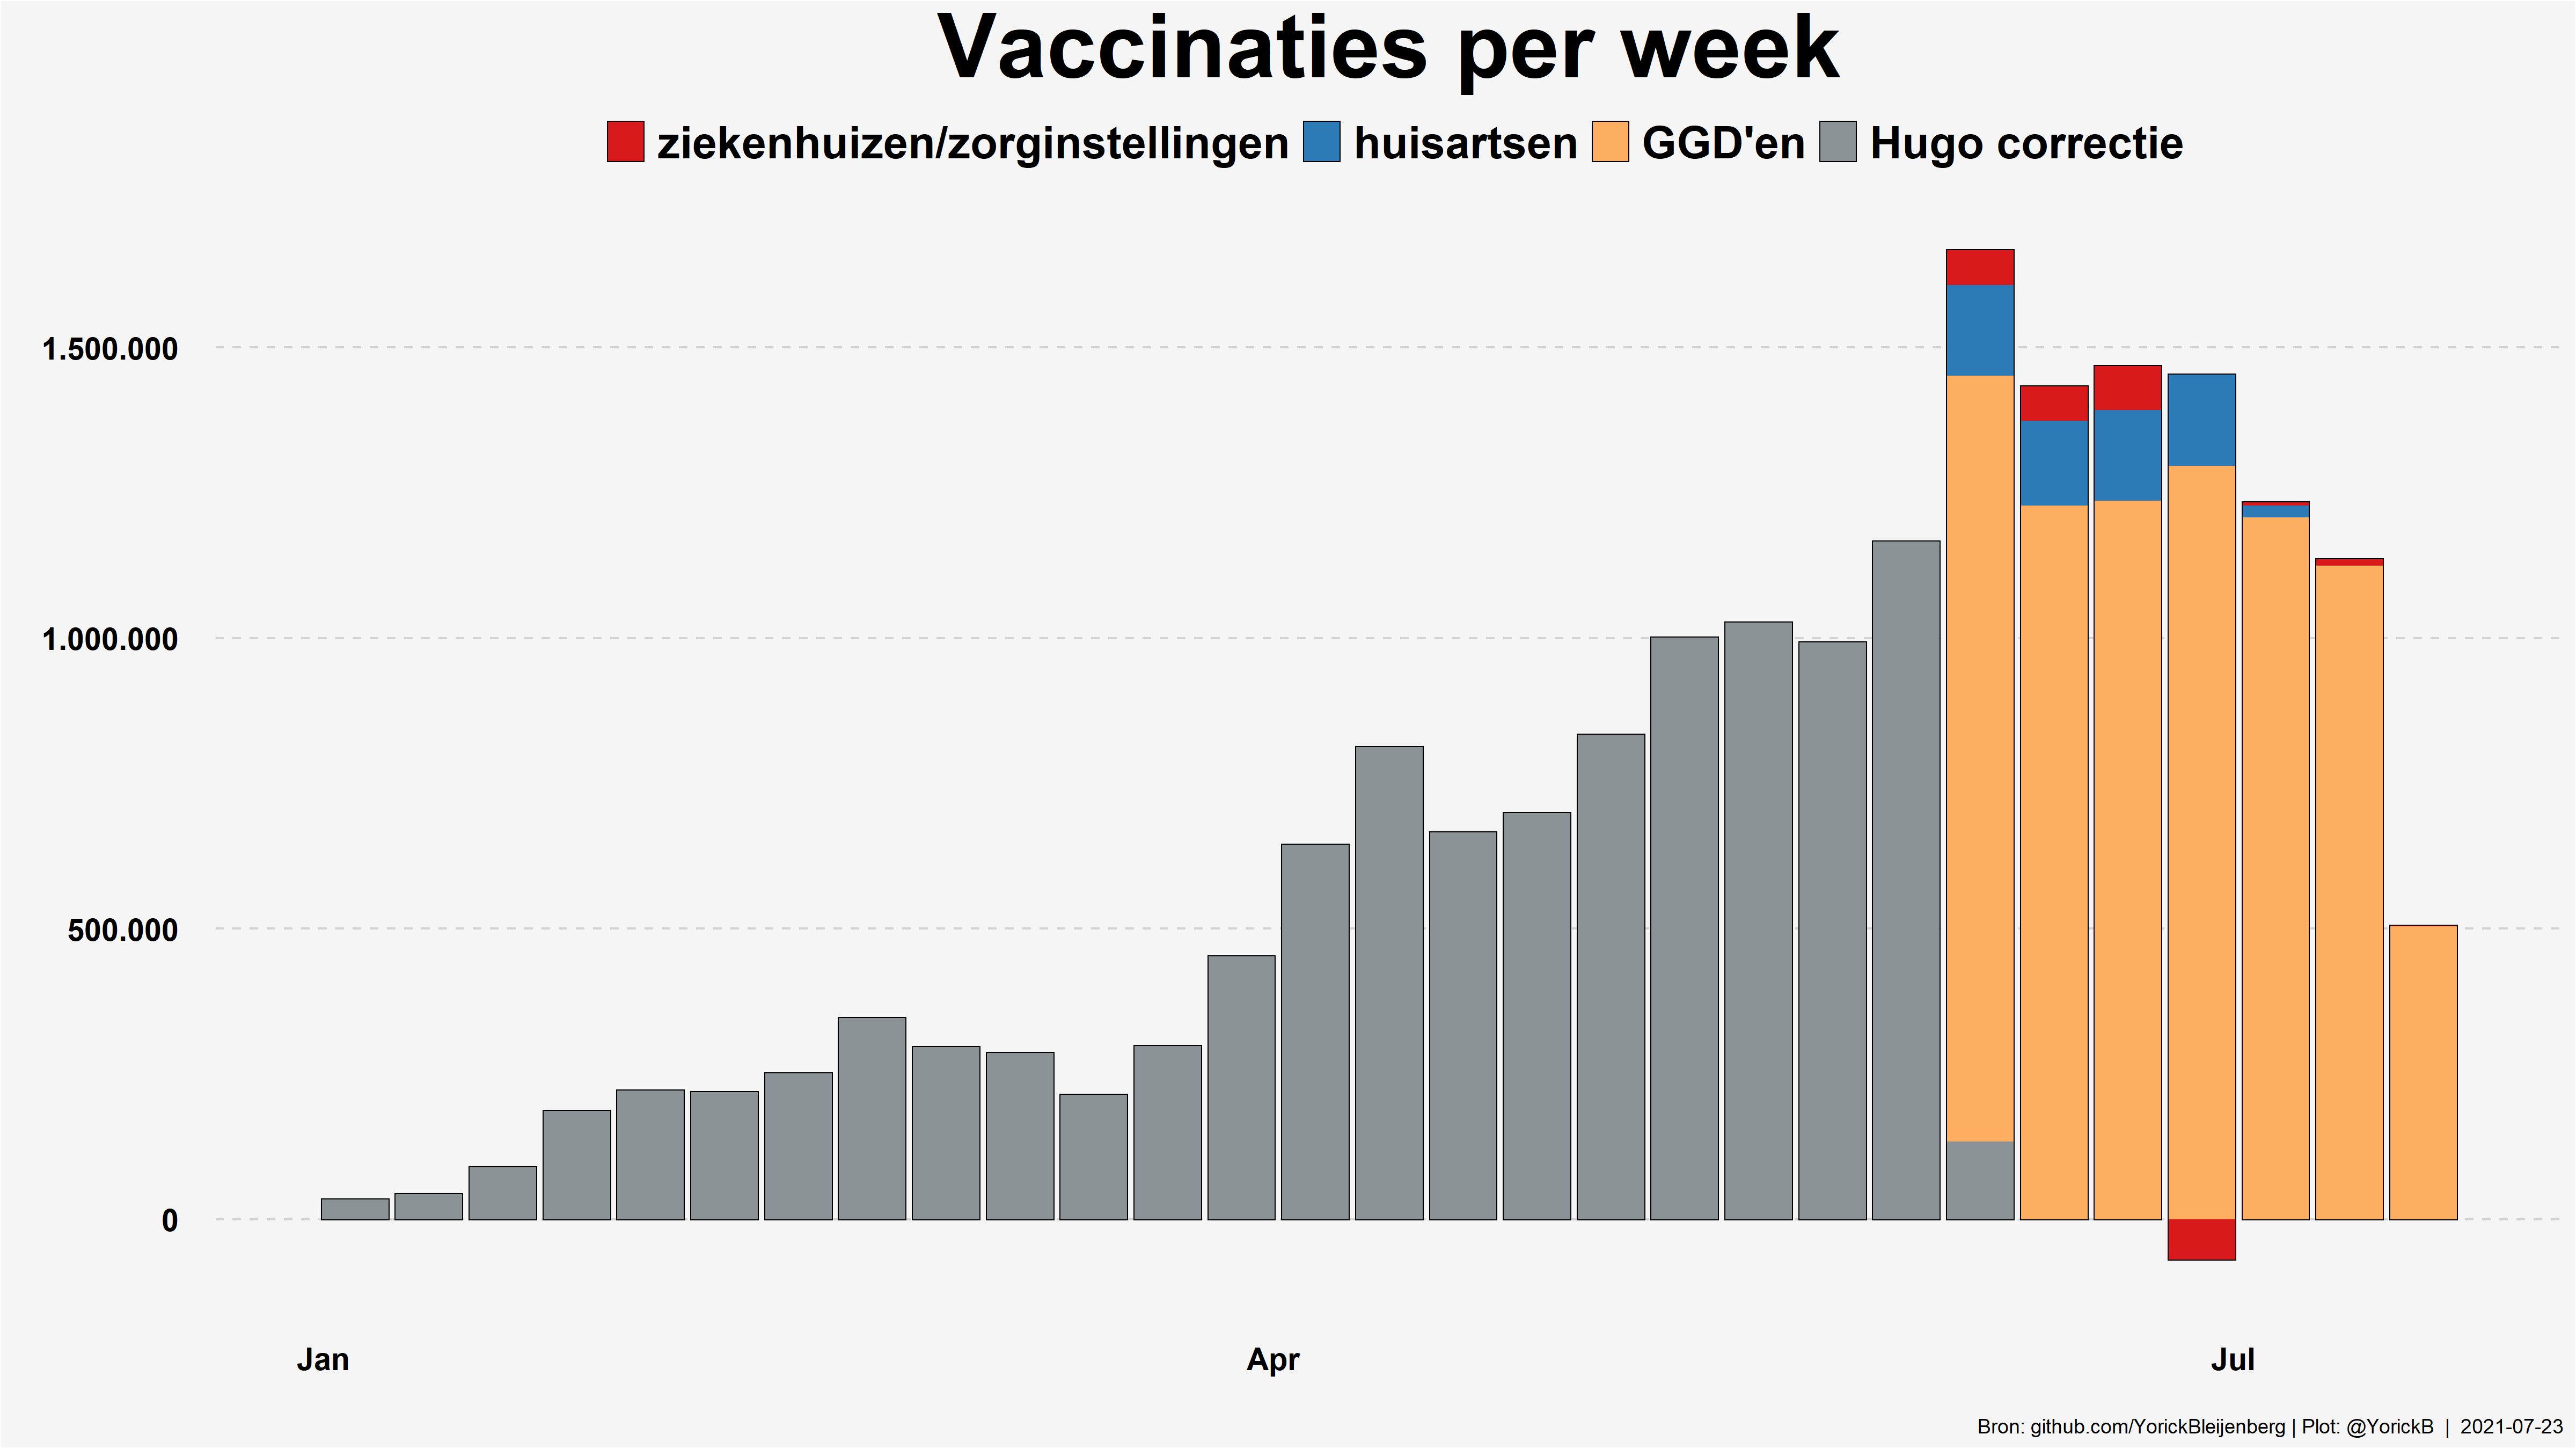 Vaccinaties per week
ziekenhuizen/zorginstellingen huisartsen GGD'en Hugo correctie
1.500.000
1.000.000
500.000
0
Jan Apr Jul
Bron: github.com/YorickBleijenberg | Plot: @YorickB | 2021-07-23